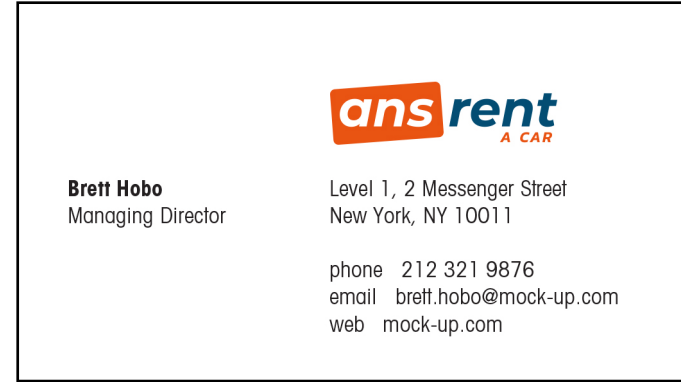 ans rent
A CAR
Brett Hobo
Managing Director
Level 1, 2 Messenger Street
New York, NY 10011
phone 212 321 9876
email brett.hobo@mock-up.com
web mock-up.com